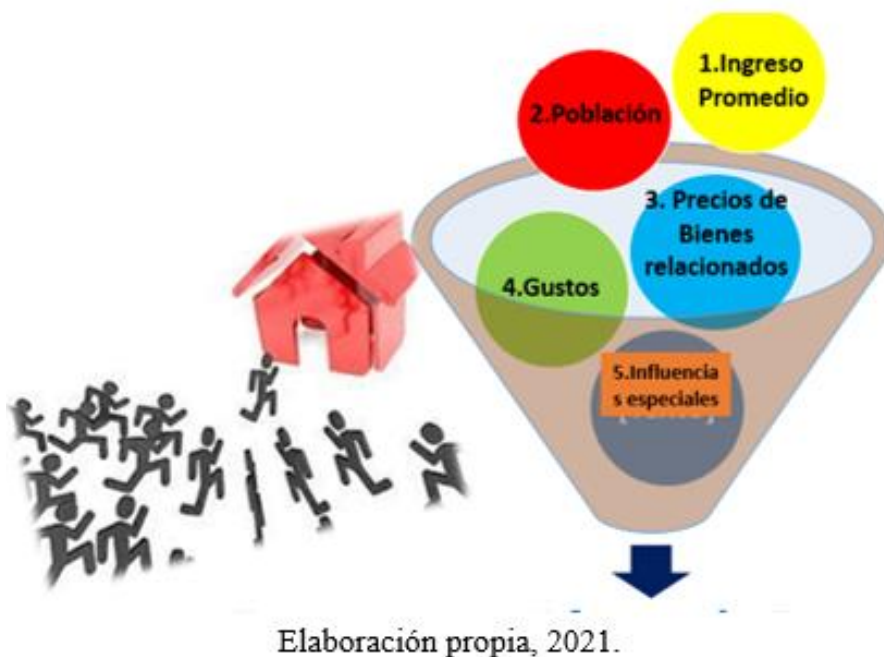 1.Ingreso
Promedio
2.Población
3. Precios de
Bienes
relacionados
4.Gustos
5.Influencia
s especiales
Elaboración propia, 2021.